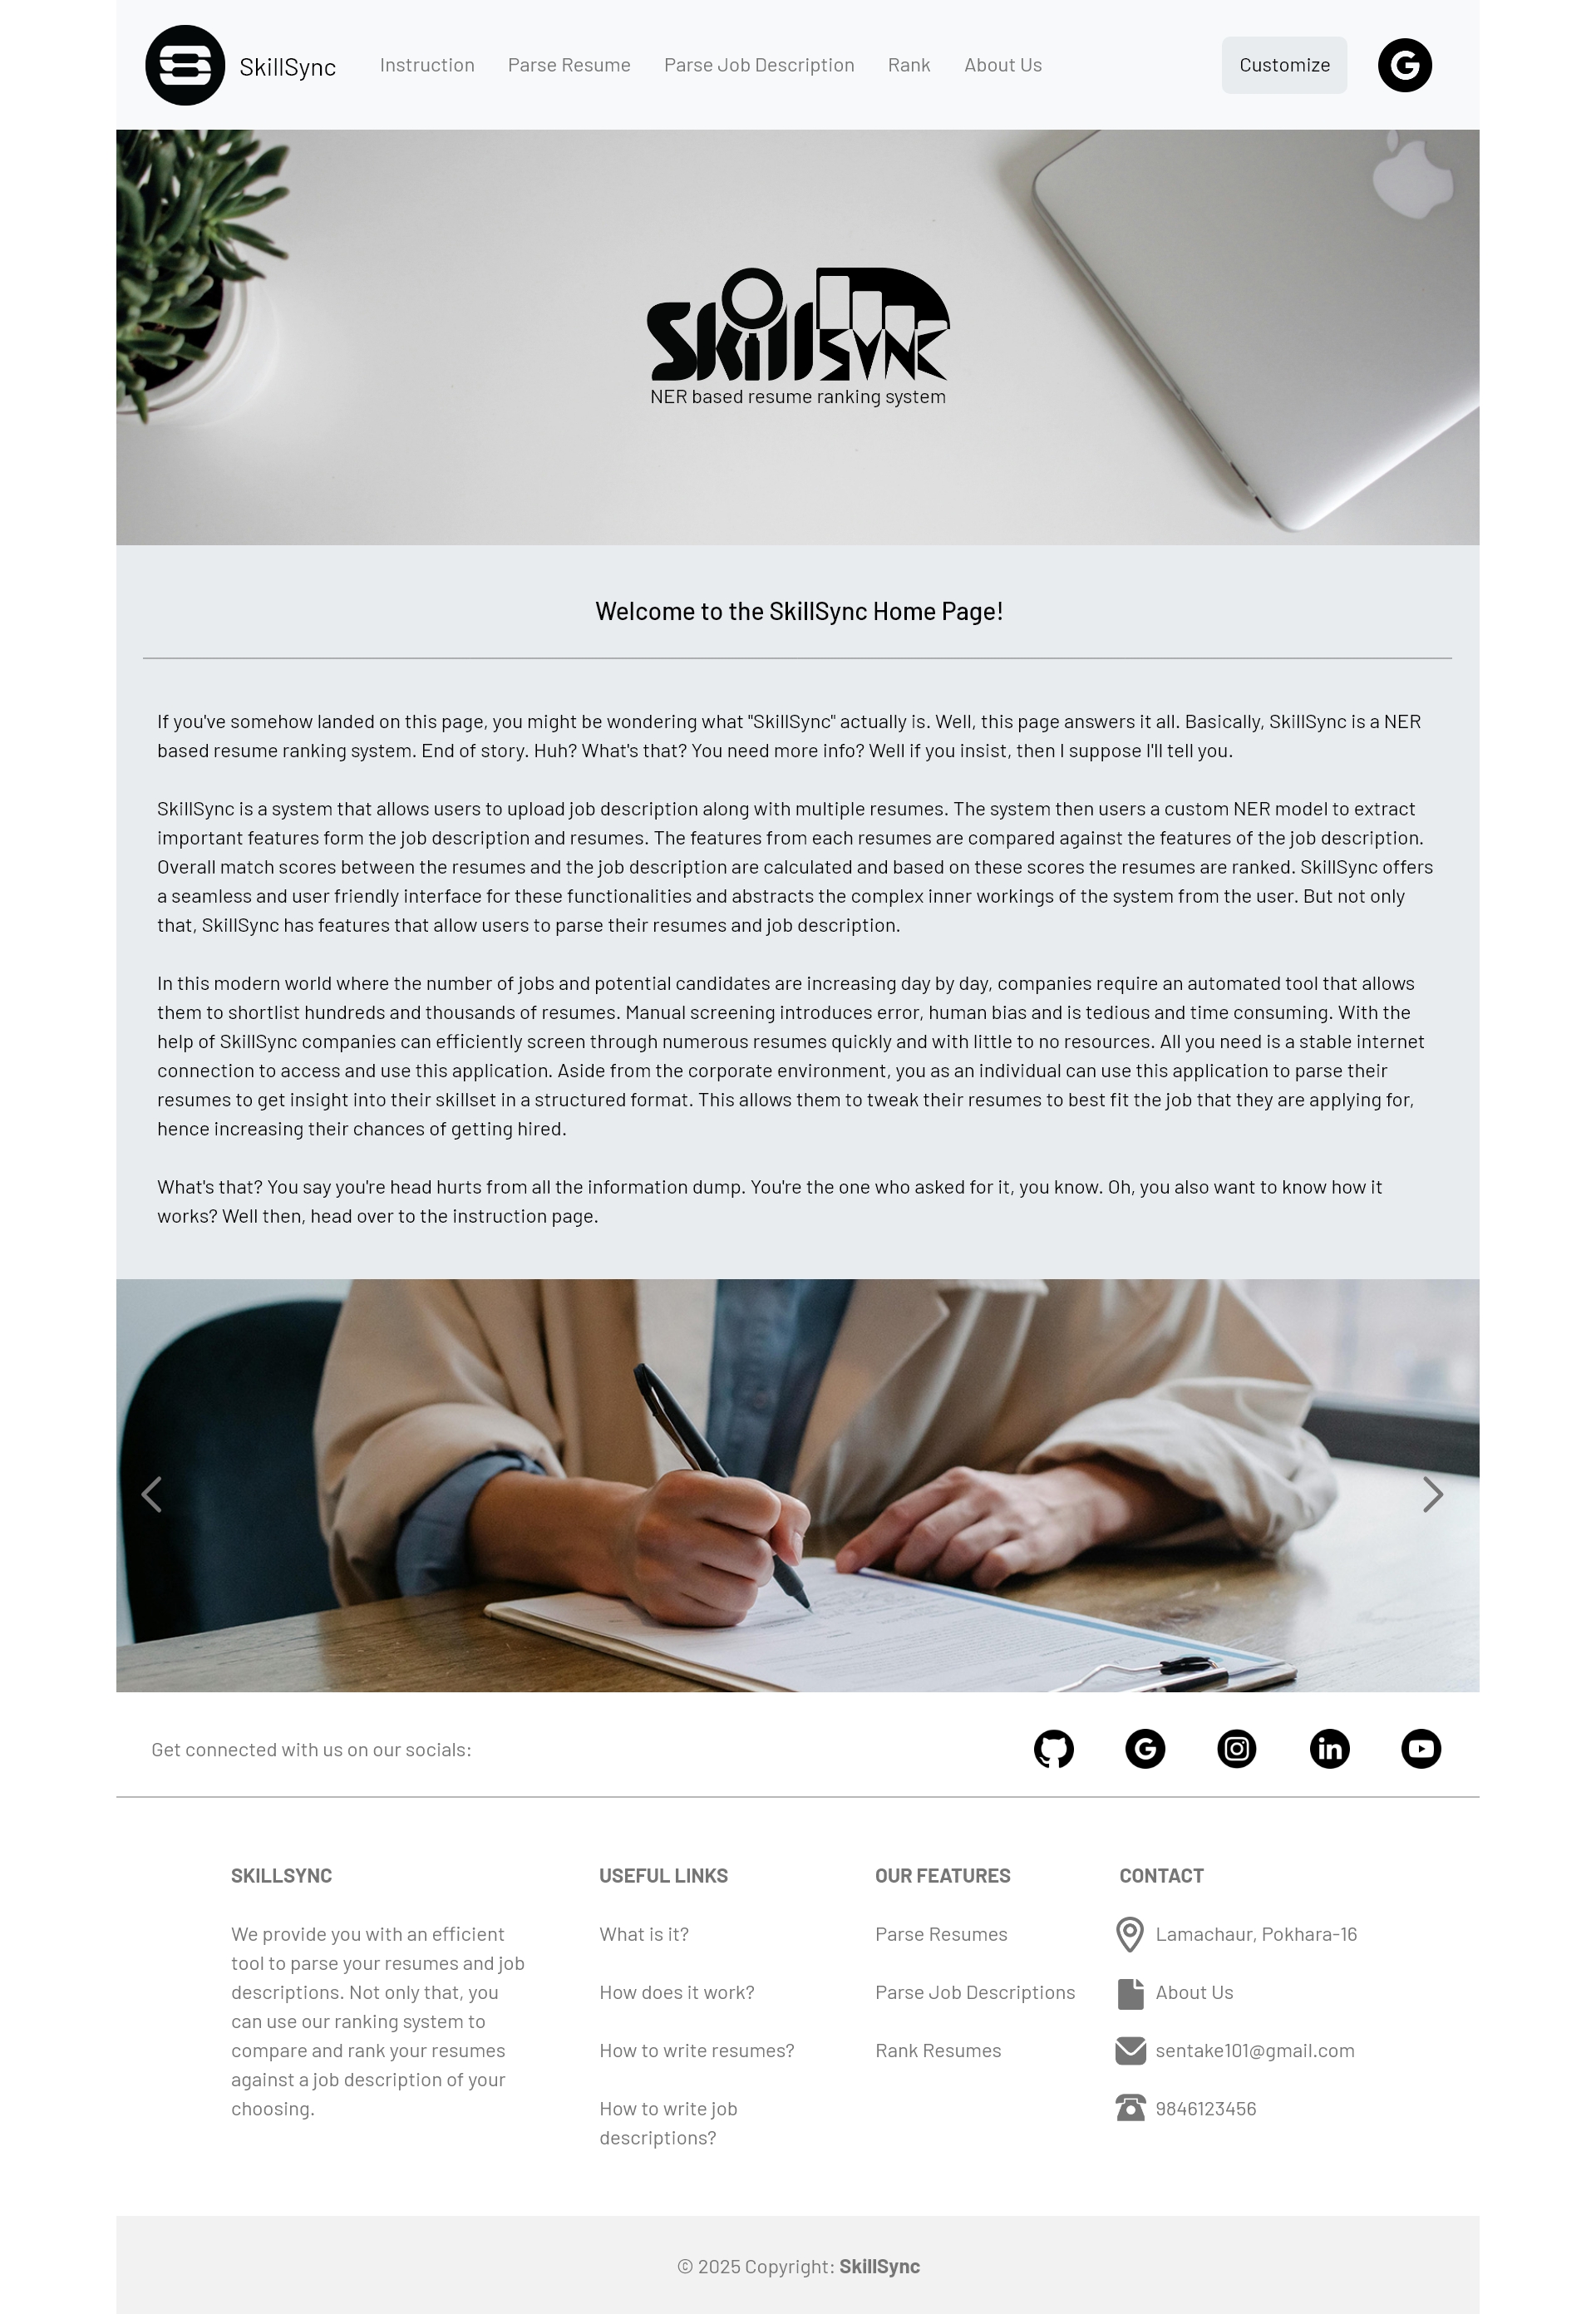 SkillSync
Instruction
Parse Resume
Parse Job Description
Rank
About Us
Customize
G
SkillSYNC
NER based resume ranking system
Welcome to the SkillSync Home Page!
If you've somehow landed on this page, you might be wondering what "SkillSync" actually is. Well, this page answers it all. Basically, SkillSync is a NER
based resume ranking system. End of story. Huh? What's that? You need more info? Well if you insist, then I suppose I'll tell you.
SkillSync is a system that allows users to upload job description along with multiple resumes. The system then users a custom NER model to extract
important features form the job description and resumes. The features from each resumes are compared against the features of the job description.
Overall match scores between the resumes and the job description are calculated and based on these scores the resumes are ranked. SkillSync offers
a seamless and user friendly interface for these functionalities and abstracts the complex inner workings of the system from the user. But not only
that, SkillSync has features that allow users to parse their resumes and job description.
In this modern world where the number of jobs and potential candidates are increasing day by day, companies require an automated tool that allows
them to shortlist hundreds and thousands of resumes. Manual screening introduces error, human bias and is tedious and time consuming. With the
help of SkillSync companies can efficiently screen through numerous resumes quickly and with little to no resources. All you need is a stable internet
connection to access and use this application. Aside from the corporate environment, you as an individual can use this application to parse their
resumes to get insight into their skillset in a structured format. This allows them to tweak their resumes to best fit the job that they are applying for,
hence increasing their chances of getting hired.
What's that? You say you're head hurts from all the information dump. You're the one who asked for it, you know. Oh, you also want to know how it
works? Well then, head over to the instruction page.
Get connected with us on our socials:
G
in
SKILLSYNC
We provide you with an efficient
tool to parse your resumes and job
descriptions. Not only that, you
can use our ranking system to
compare and rank your resumes
against a job description of your
choosing.
USEFUL LINKS
What is it?
How does it work?
How to write resumes?
How to write job
descriptions?
OUR FEATURES
Parse Resumes
Parse Job Descriptions
Rank Resumes
CONTACT
Lamachaur, Pokhara-16
About Us
sentake101@gmail.com
9846123456
© 2025 Copyright: SkillSync